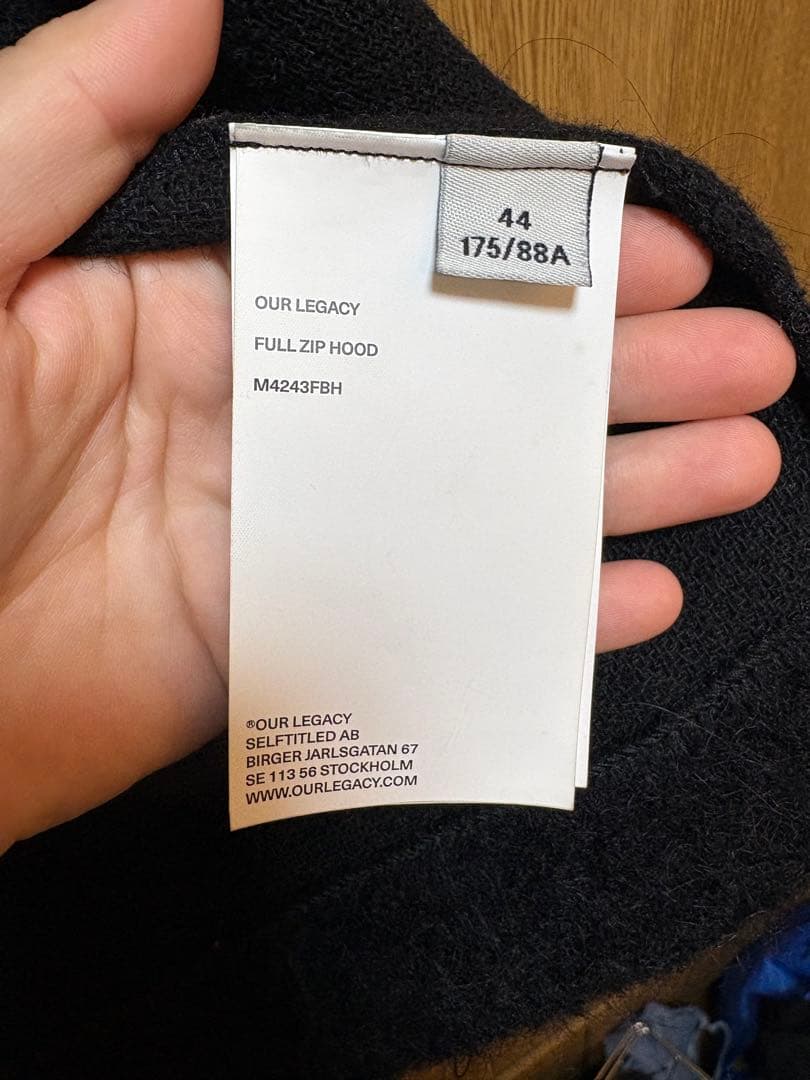 44
175/88A
OUR LEGACY
FULL ZIP HOOD
M4243FBH
®OUR LEGACY
SELFTITLED AB
BIRGER JARLSGATAN 67
SE 113 56 STOCKHOLM
WWW.OURLEGACY.COM